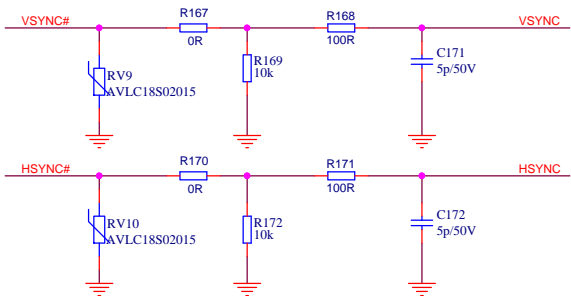 R167
R168
VSYNC#
VSYNC
0R
100R
RV9
AVLC18S02015
R169
10k
C171
5p/50V
R170
R171
HSYNC#
HSYNC
0R
100R
RV10
AVLC18S02015
R172
10k
C172
5p/50V